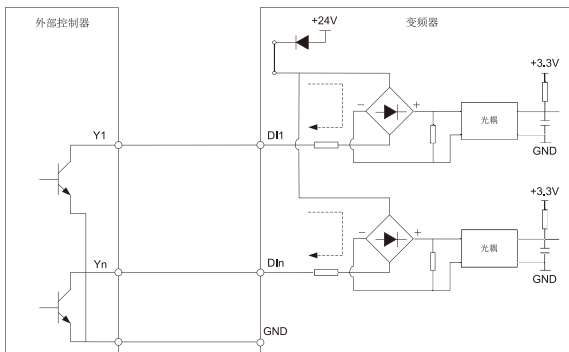 外部控制器
变频器
+24V
+3.3V
− +
光耦
GND
Y1
DI1
+3.3V
− +
光耦
GND
Yn
DIn
GND